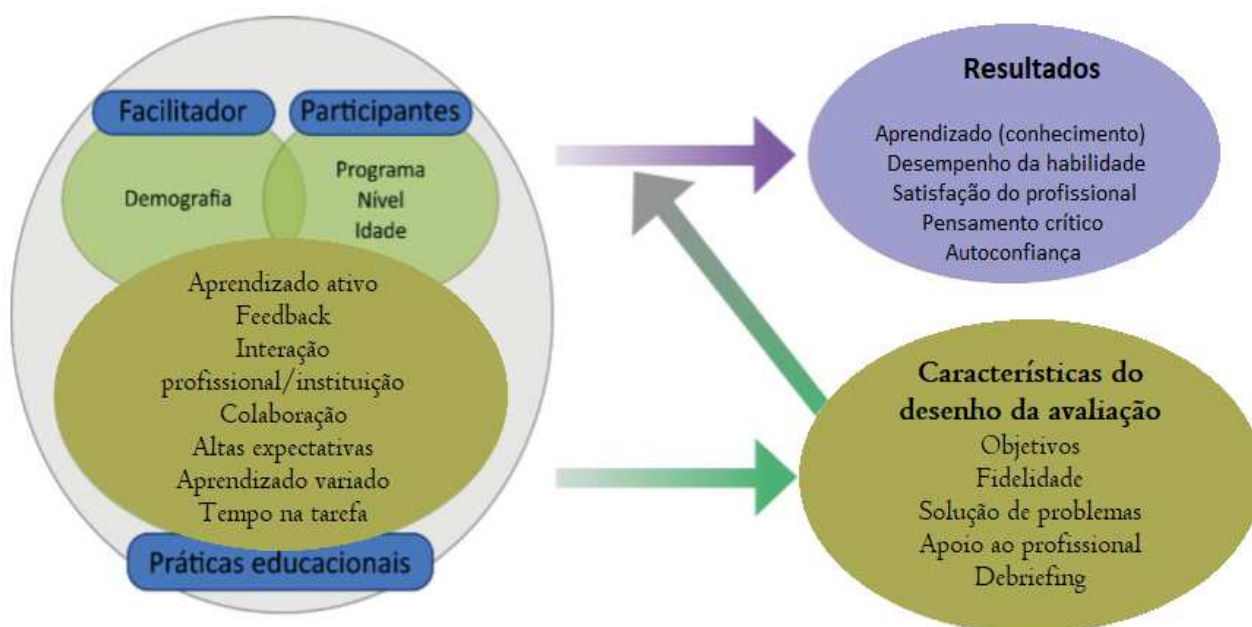 Facilitador
Participantes
Demografia
Programa
Nível
Idade
Aprendizado ativo
Feedback
Interação
profissional/instituição
Colaboração
Altas expectativas
Aprendizado variado
Tempo na tarefa
Práticas educacionais
Resultados
Aprendizado (conhecimento)
Desempenho da habilidade
Satisfação do profissional
Pensamento crítico
Autoconfiança
Características do
desenho da avaliação
Objetivos
Fidelidade
Solução de problemas
Apoio ao profissional
Debriefing